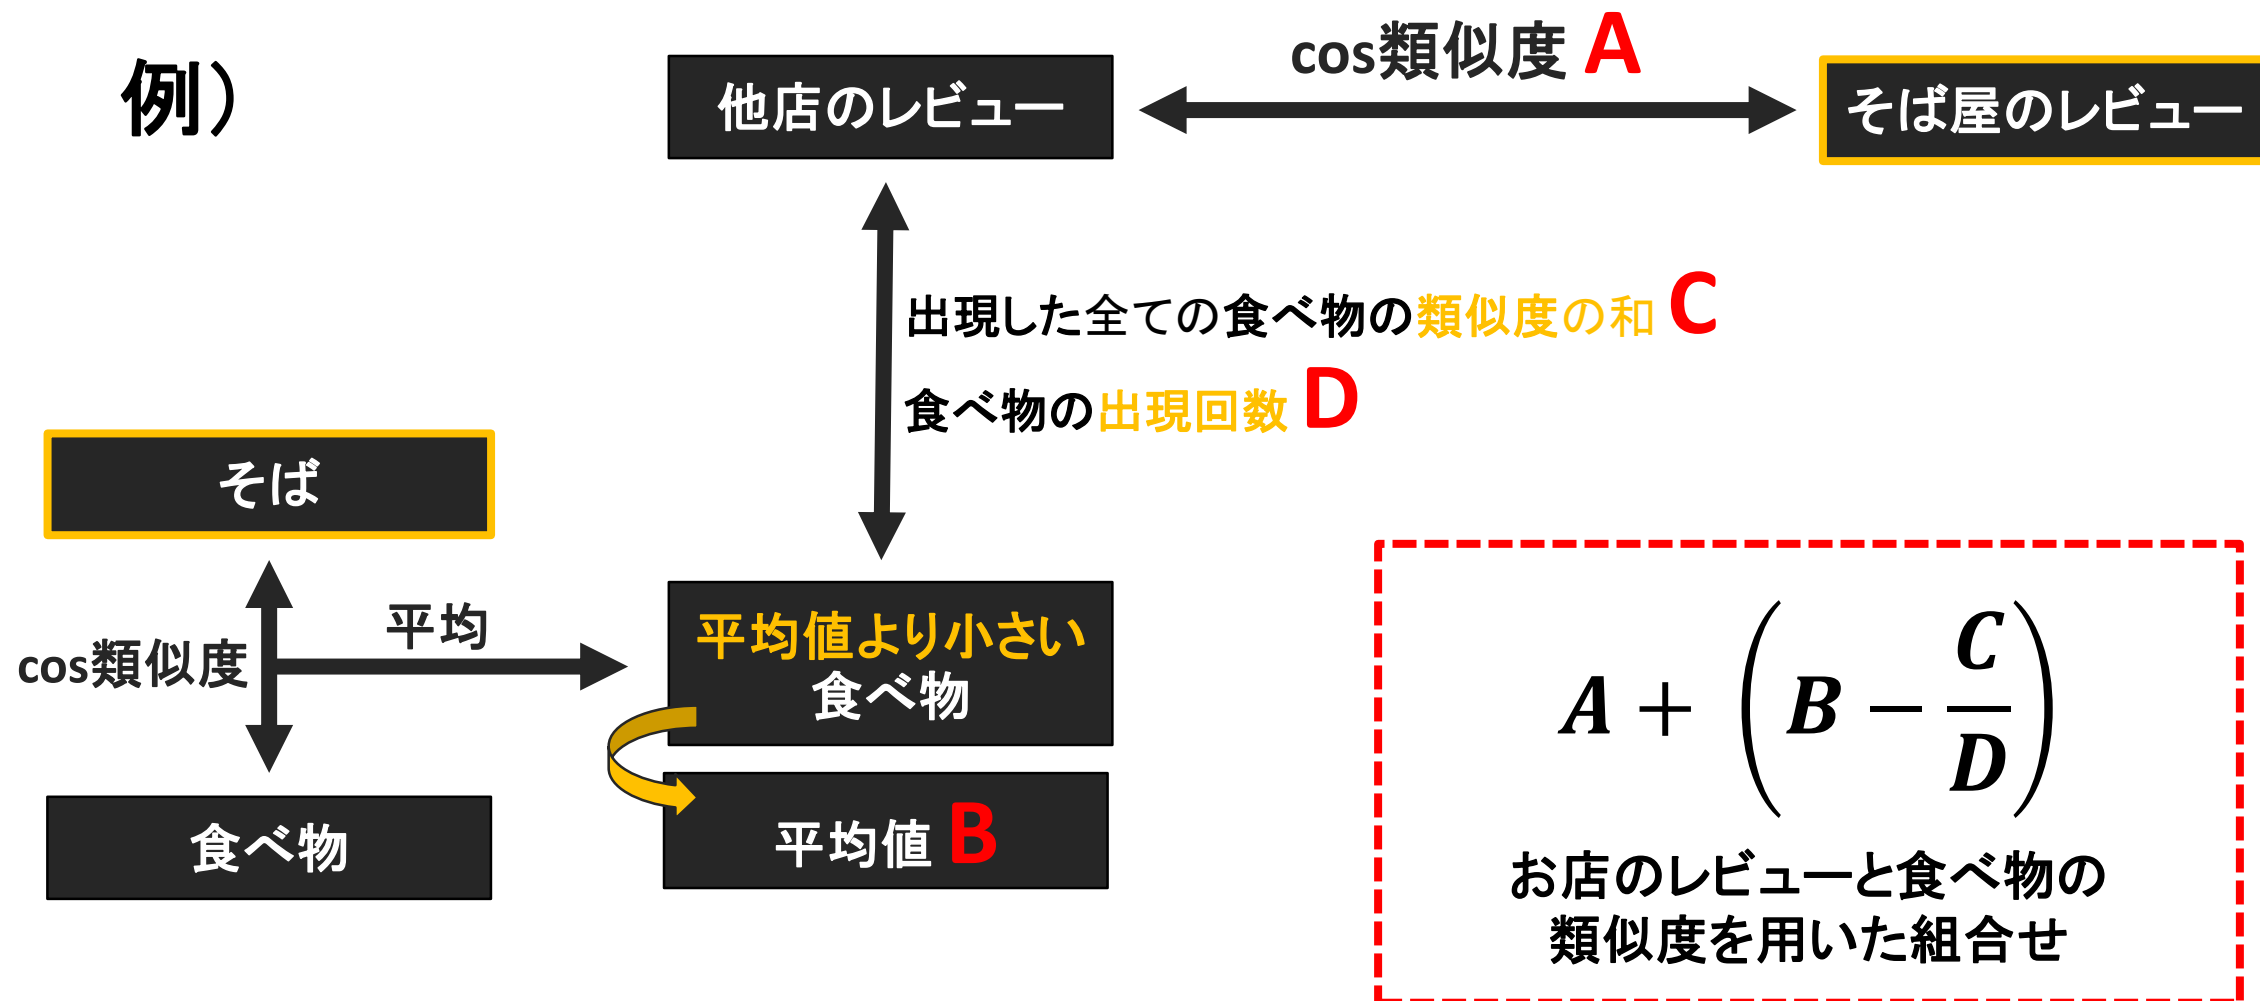 例）
他店のレビュー
cos類似度 A
そば屋のレビュー
出現した全ての食べ物の類似度の和 C
食べ物の出現回数 D
そば
cos類似度
平均
食べ物
平均値より小さい
食べ物
平均値 B
A + (B − C/D)
お店のレビューと食べ物の
類似度を用いた組合せ